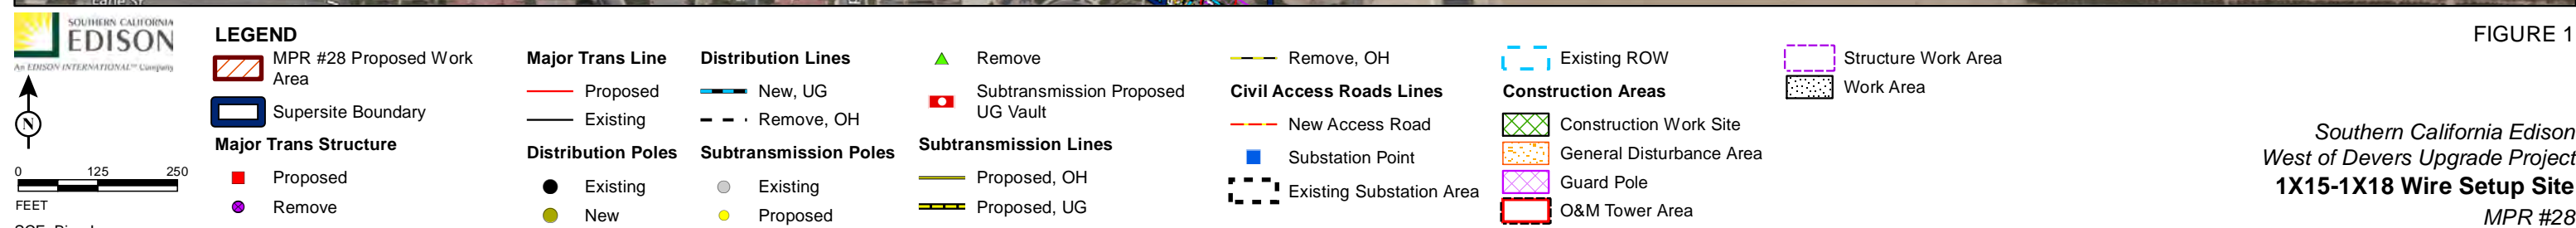 SOUTHERN CALIFORNIA
EDISON
An EDISON INTERNATIONAL℠ Company
N
0 125 250
FEET
LEGEND
MPR #28 Proposed Work
Area
Supersite Boundary
Major Trans Structure
Proposed
Remove
Major Trans Line
Proposed
Existing
Distribution Poles
Existing
New
Distribution Lines
New, UG
Remove, OH
Subtransmission Poles
Existing
Proposed
Remove
Subtransmission Proposed
UG Vault
Subtransmission Lines
Proposed, OH
Proposed, UG
Remove, OH
Civil Access Roads Lines
New Access Road
Substation Point
Existing Substation Area
Existing ROW
Construction Areas
Construction Work Site
General Disturbance Area
Guard Pole
O&M Tower Area
Structure Work Area
Work Area
FIGURE 1
Southern California Edison
West of Devers Upgrade Project
1X15-1X18 Wire Setup Site
MPR #28